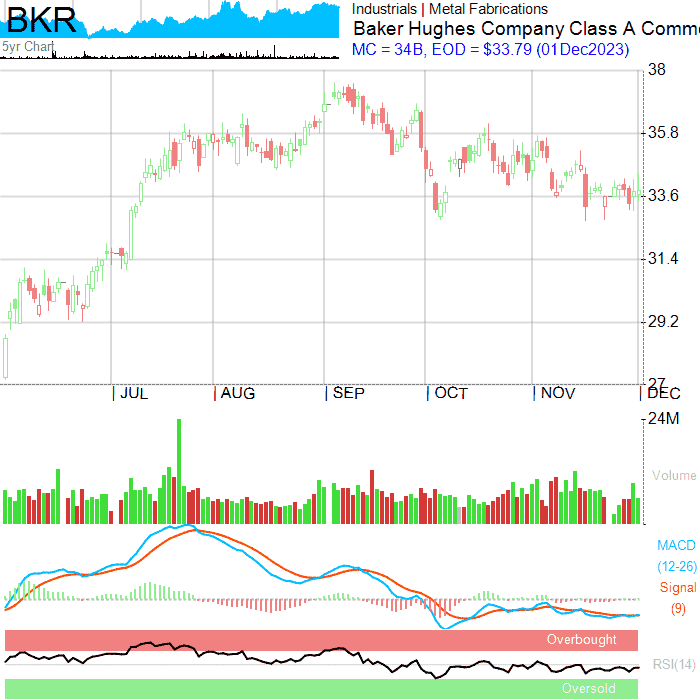 BKR
Industrials | Metal Fabrications
Baker Hughes Company Class A Commo
5yr Chart
MC = 34B, EOD = $33.79 (01Dec2023)
38
35.8
33.6
31.4
29.2
27
| JUL | AUG | SEP | OCT | NOV | DEC
24M
Volume
MACD
(12-26)
Signal
(9)
Overbought
RSI(14)
Oversold